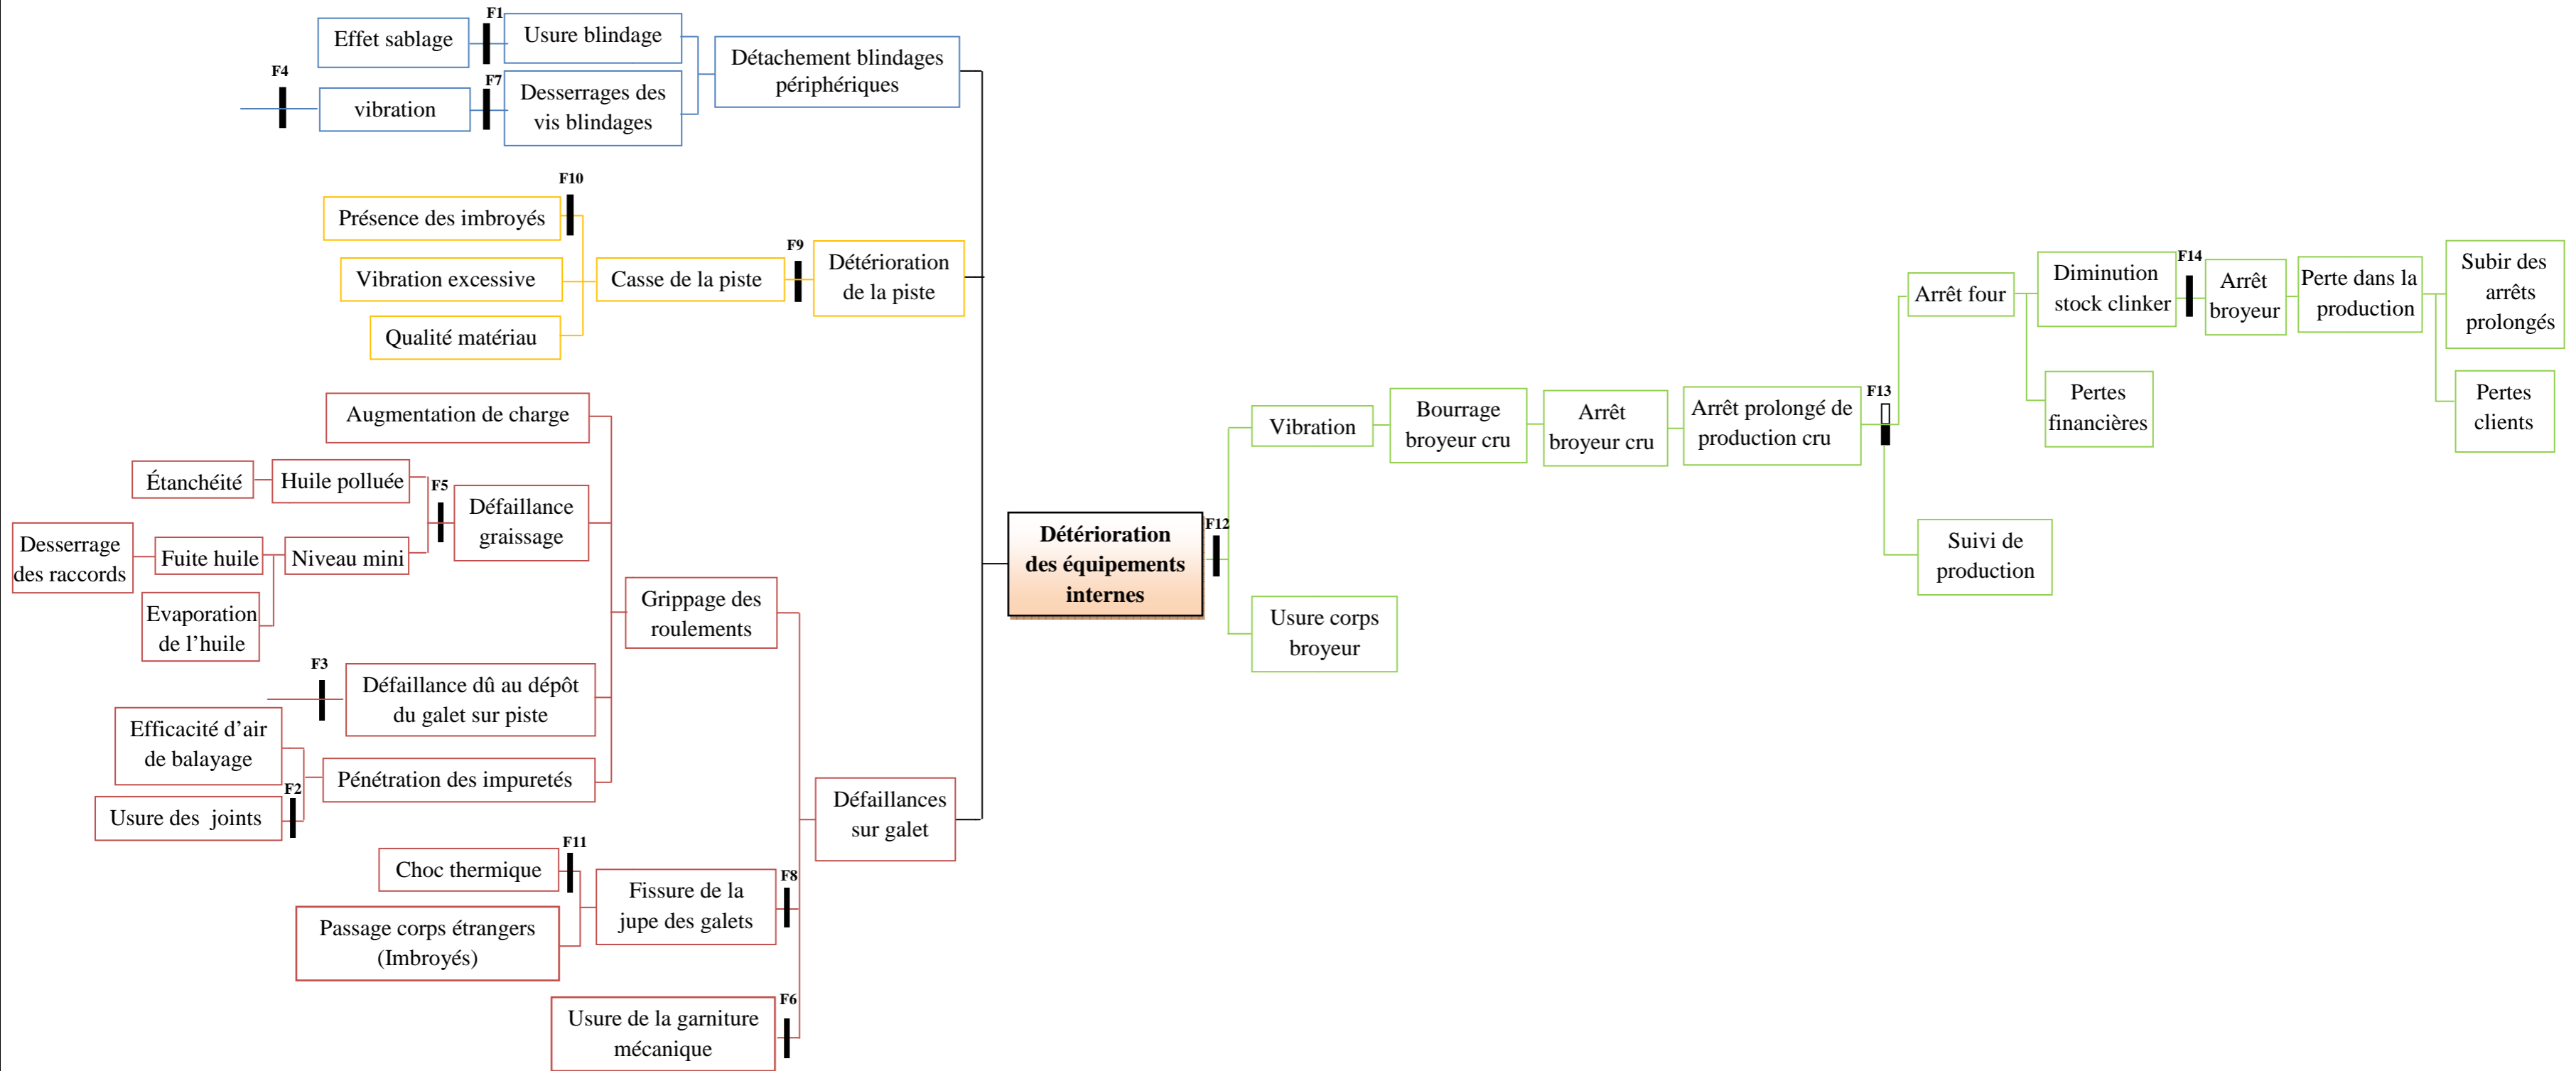 F1
Effet sablage
Usure blindage
F4
vibration
F7
Desserrages des
vis blindages
Détachement blindages
périphériques
F10
Présence des imbroyés
Vibration excessive
Qualité matériau
Casse de la piste
F9
Détérioration
de la piste
Augmentation de charge
Étanchéité
Huile polluée
F5
Défaillance
graissage
Desserrage
des raccords
Fuite huile
Niveau mini
Evaporation
de l’huile
Grippage des
roulements
F3
Défaillance dû au dépôt
du galet sur piste
Efficacité d’air
de balayage
Pénétration des impuretés
F2
Usure des joints
Défaillances
sur galet
F11
Choc thermique
Passage corps étrangers
(Imbroyés)
Fissure de la
jupe des galets
F8
F6
Usure de la garniture
mécanique
Détérioration
des équipements
internes
F12
Vibration
Bourrage
broyeur cru
Arrêt
broyeur cru
Arrêt prolongé de
production cru
F13
Usure corps
broyeur
Arrêt four
Diminution
stock clinker
F14
Arrêt
broyeur
Perte dans la
production
Subir des
arrêts
prolongés
Pertes
financières
Pertes
clients
Suivi de
production